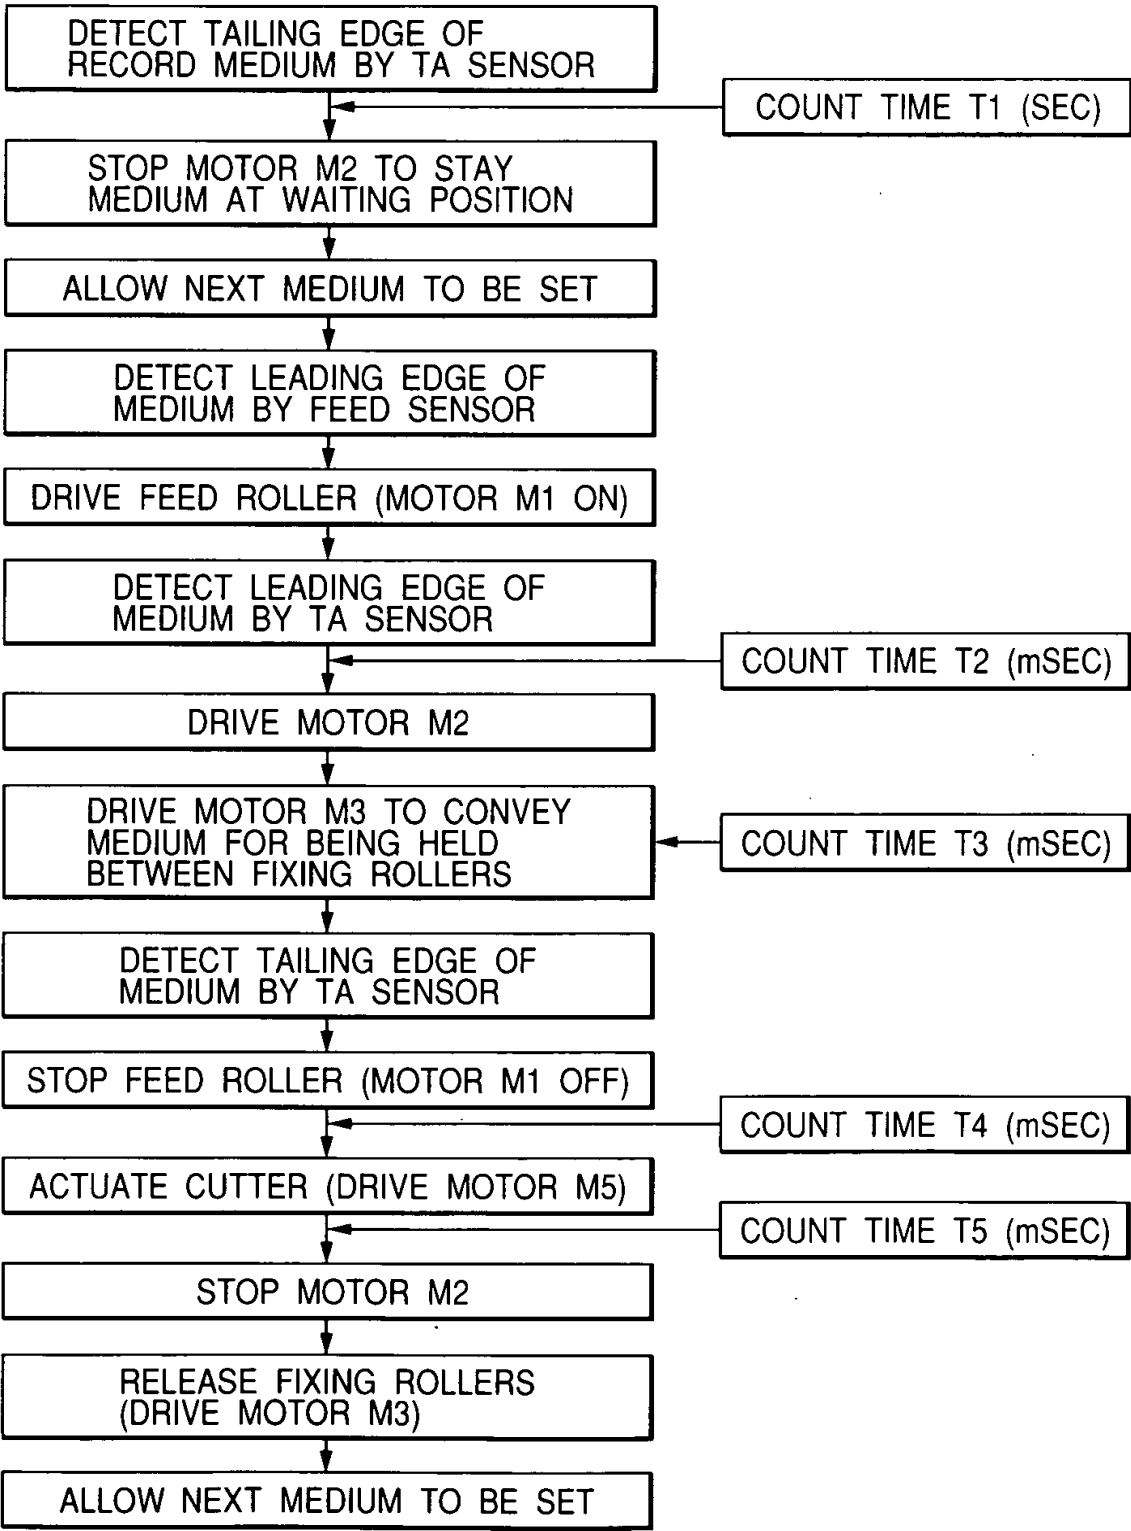 DETECT TAILING EDGE OF
RECORD MEDIUM BY TA SENSOR
COUNT TIME T1 (SEC)
STOP MOTOR M2 TO STAY
MEDIUM AT WAITING POSITION
ALLOW NEXT MEDIUM TO BE SET
DETECT LEADING EDGE OF
MEDIUM BY FEED SENSOR
DRIVE FEED ROLLER (MOTOR M1 ON)
DETECT LEADING EDGE OF
MEDIUM BY TA SENSOR
COUNT TIME T2 (mSEC)
DRIVE MOTOR M2
DRIVE MOTOR M3 TO CONVEY
MEDIUM FOR BEING HELD
BETWEEN FIXING ROLLERS
COUNT TIME T3 (mSEC)
DETECT TAILING EDGE OF
MEDIUM BY TA SENSOR
STOP FEED ROLLER (MOTOR M1 OFF)
COUNT TIME T4 (mSEC)
ACTUATE CUTTER (DRIVE MOTOR M5)
COUNT TIME T5 (mSEC)
STOP MOTOR M2
RELEASE FIXING ROLLERS
(DRIVE MOTOR M3)
ALLOW NEXT MEDIUM TO BE SET